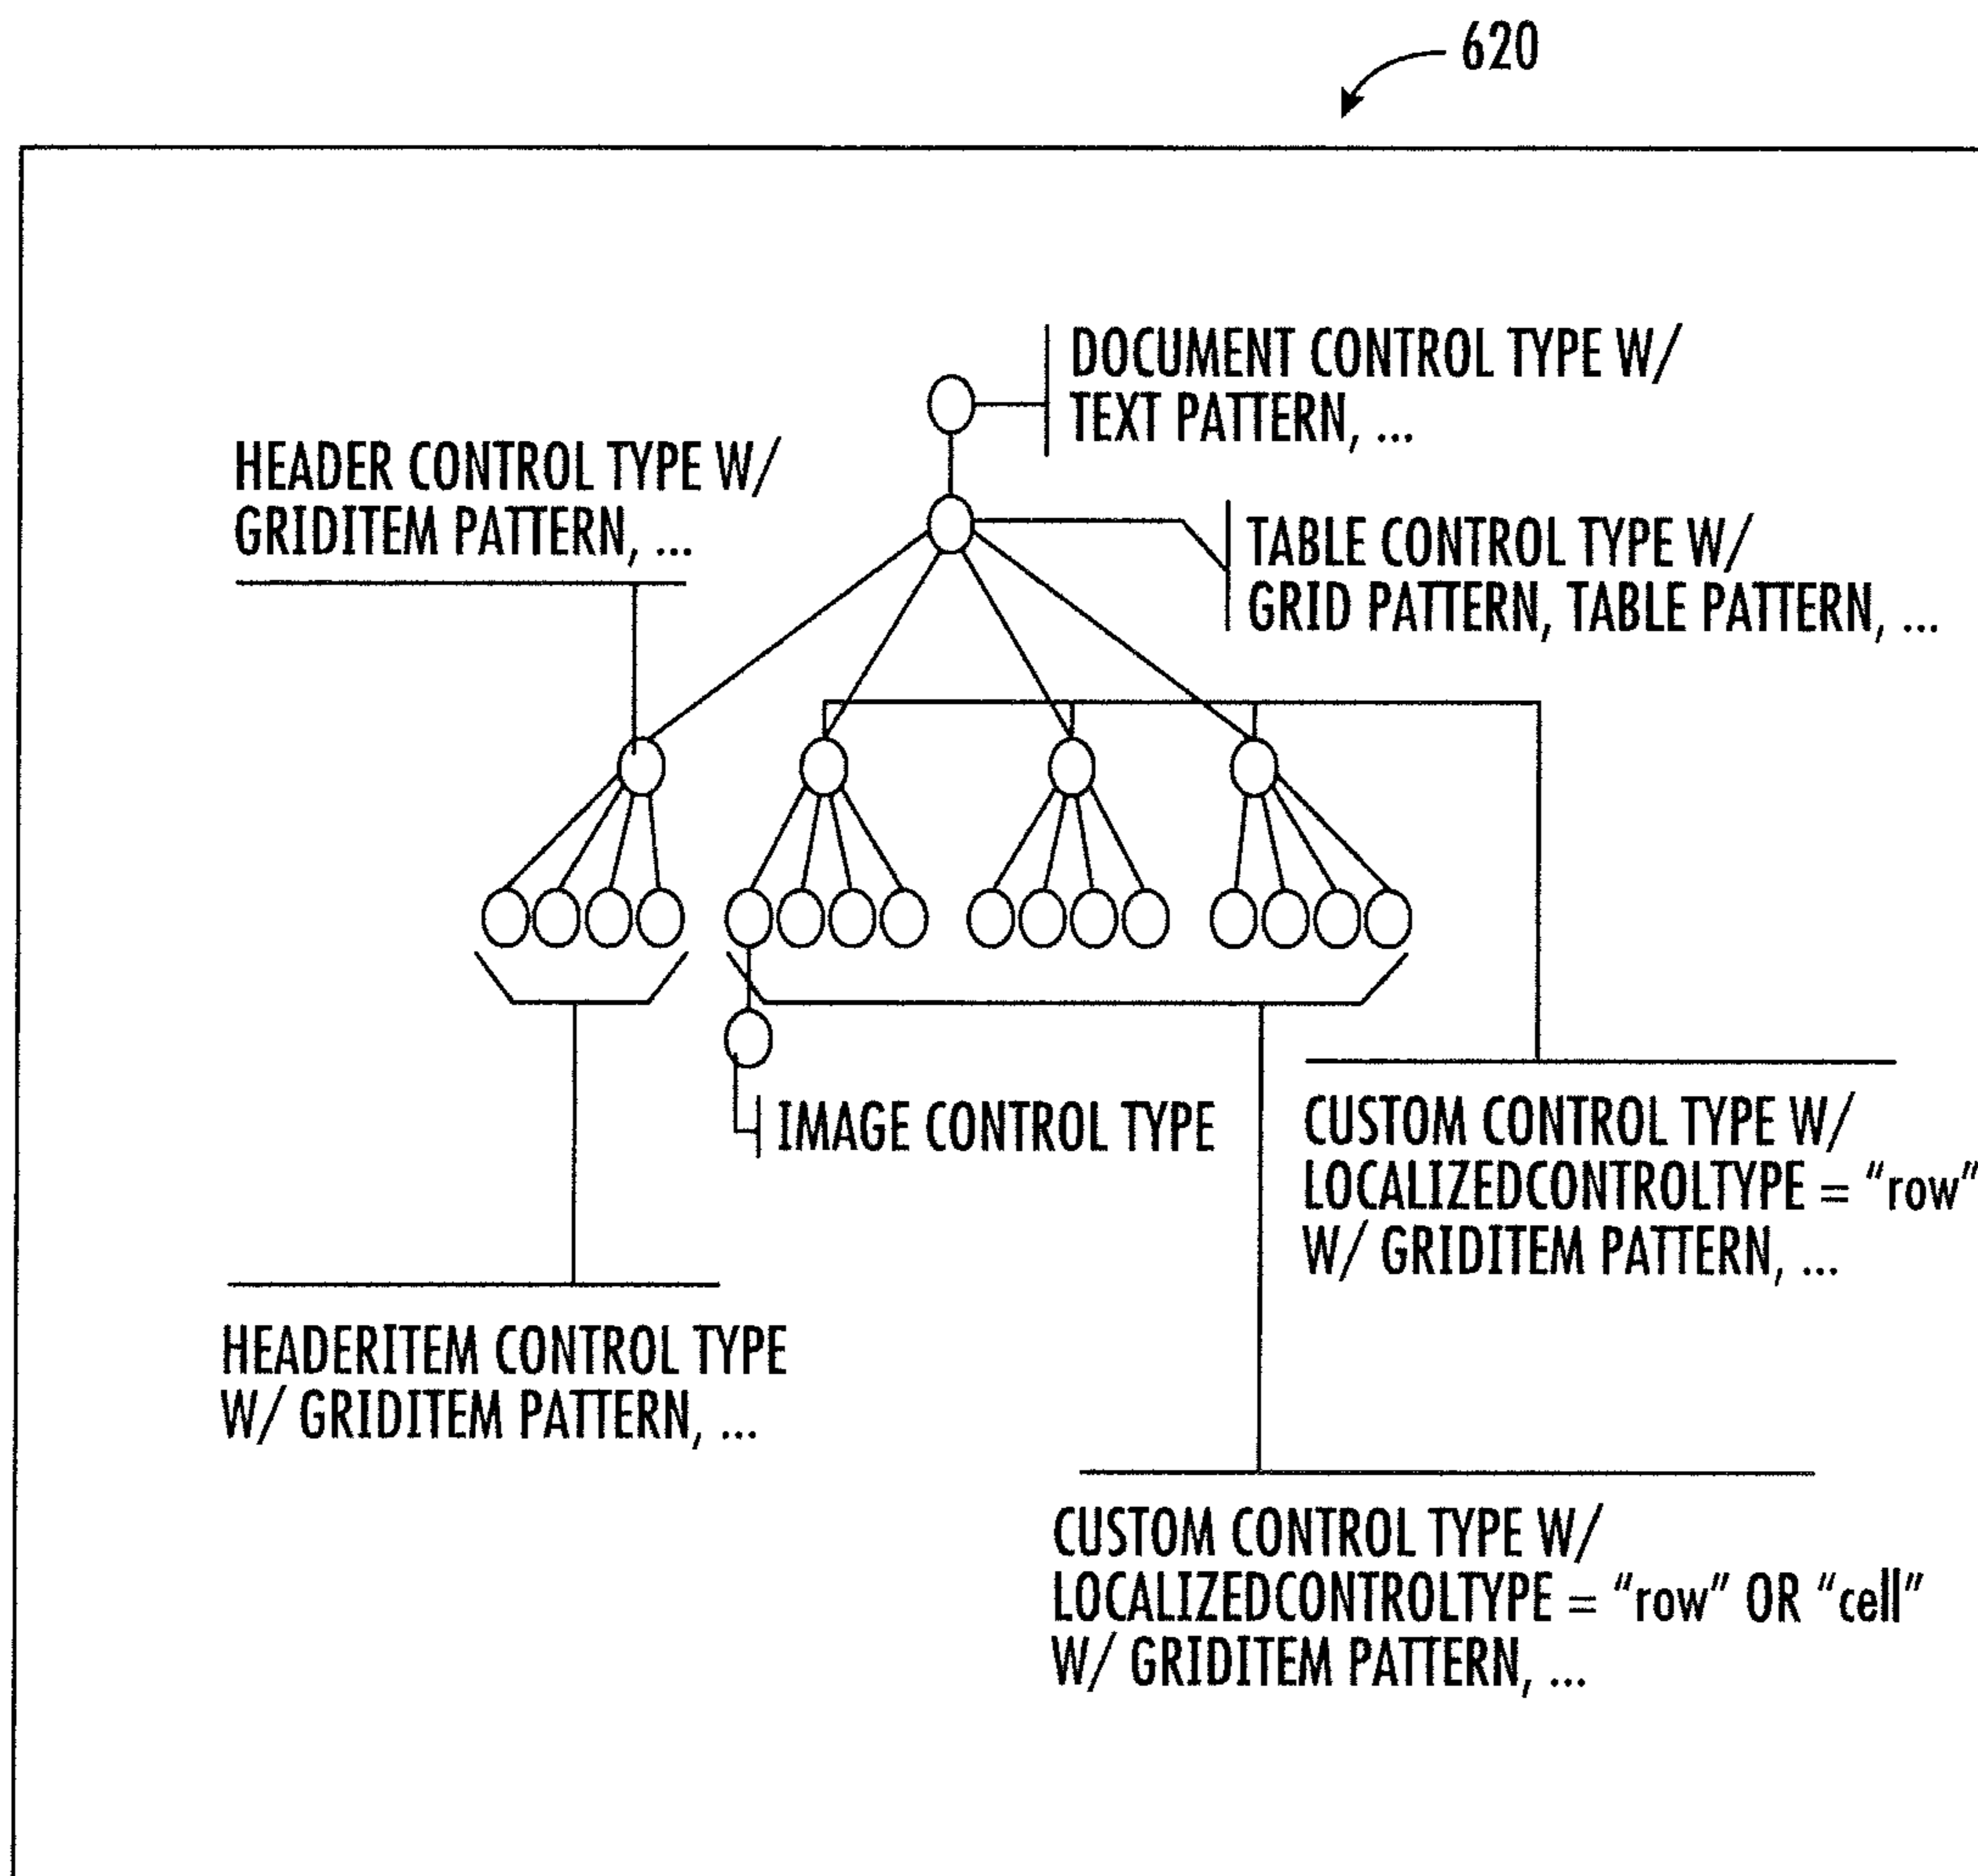 620
DOCUMENT CONTROL TYPE W/
TEXT PATTERN, ...
HEADER CONTROL TYPE W/
GRIDITEM PATTERN, ...
TABLE CONTROL TYPE W/
GRID PATTERN, TABLE PATTERN, ...
IMAGE CONTROL TYPE
CUSTOM CONTROL TYPE W/
LOCALIZEDCONTROLTYPE = “row”
W/ GRIDITEM PATTERN, ...
HEADERITEM CONTROL TYPE
W/ GRIDITEM PATTERN, ...
CUSTOM CONTROL TYPE W/
LOCALIZEDCONTROLTYPE = “row” OR “cell”
W/ GRIDITEM PATTERN, ...